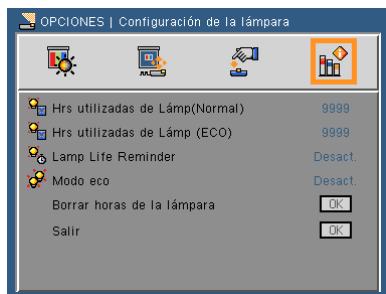 OPCIONES | Configuración de la lámpara
Hrs utilizadas de Lámp(Normal) 9999
Hrs utilizadas de Lámp (ECO) 9999
Lamp Life Reminder Desact.
Modo eco Desact.
Borrar horas de la lámpara OK
Salir OK